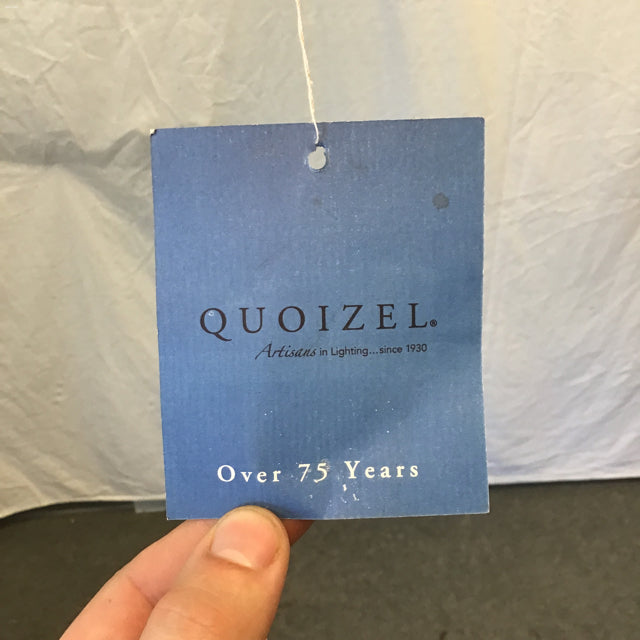 QUOIZEL®
Artisans in Lighting...since 1930
Over 75 Years